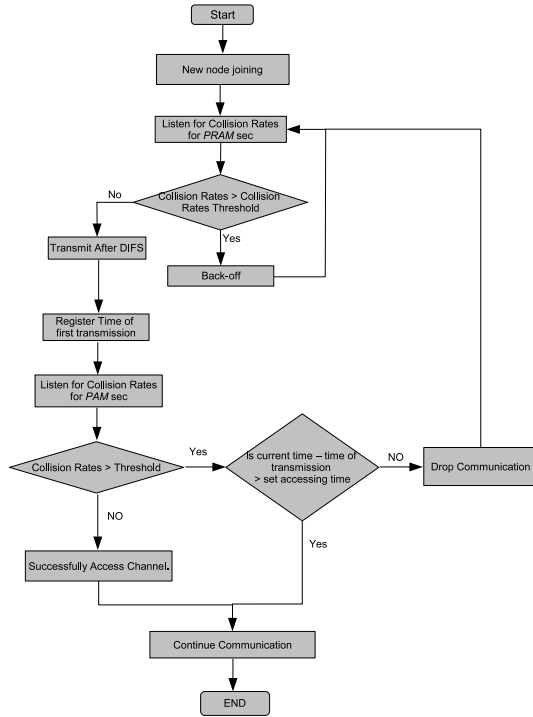 Start
New node joining
Listen for Collision Rates
for PRAM sec
Collision Rates > Collision
Rates Threshold
No
Yes
Transmit After DIFS
Back-off
Register Time of
first transmission
Listen for Collision Rates
for PAM sec
Collision Rates > Threshold
Yes
Is current time – time of
transmission
> set accessing time
NO
Drop Communication
NO
Yes
Successfully Access Channel.
Continue Communication
END